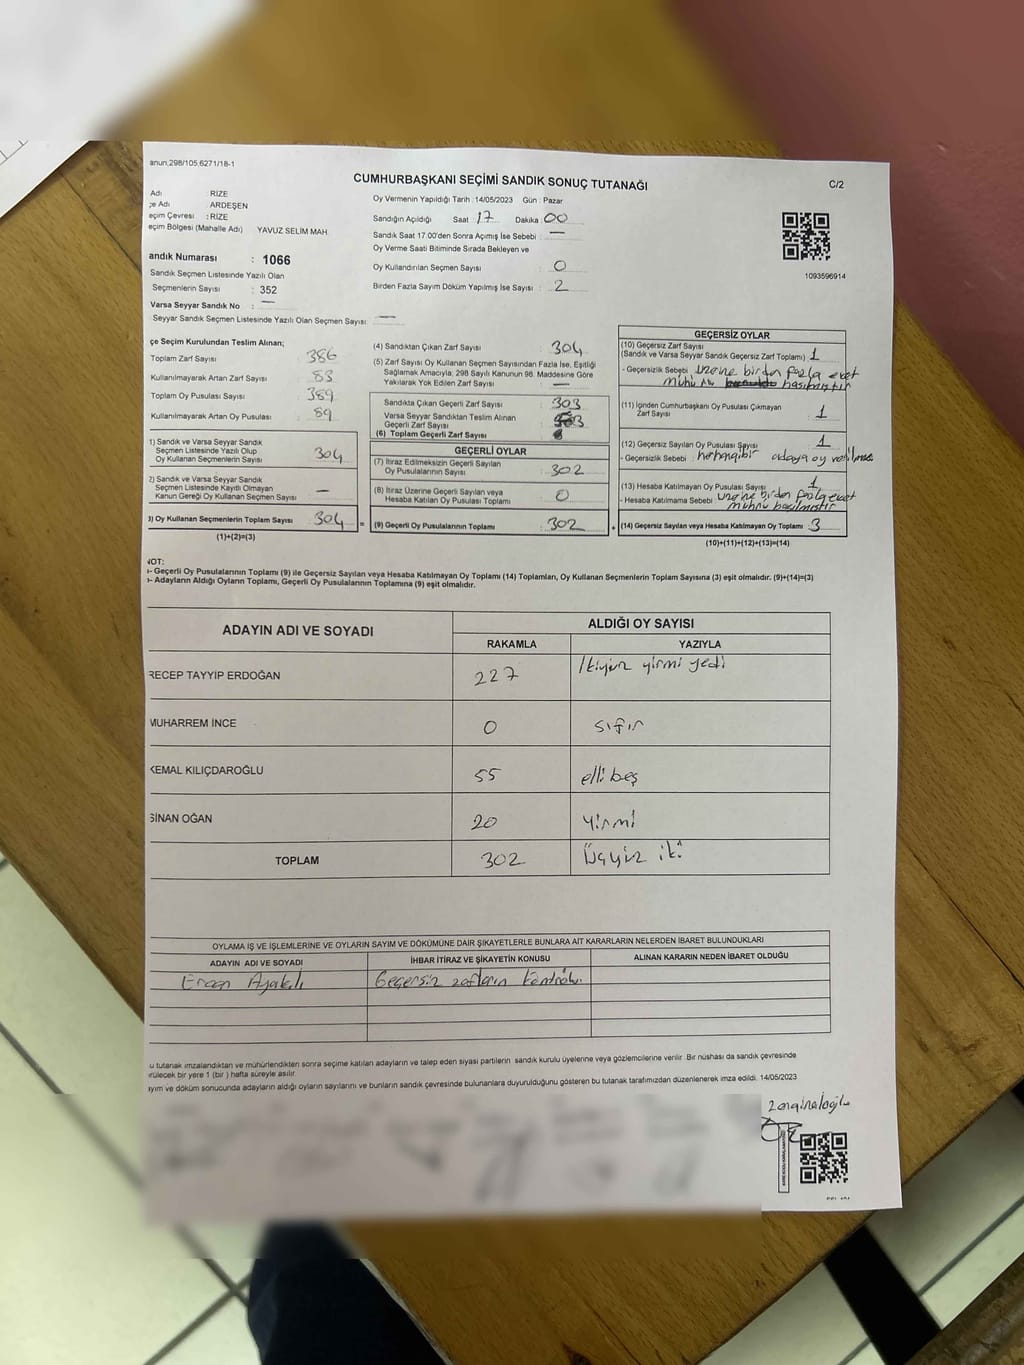 anun,298/105,6271/18-1
CUMHURBAŞKANI SEÇİMİ SANDIK SONUÇ TUTANAĞI
C/2
Adı : RİZE
çe Adı : ARDEŞEN
eçim Çevresi : RİZE
eçim Bölgesi (Mahalle Adı) YAVUZ SELİM MAH.
andık Numarası : 1066
Sandık Seçmen Listesinde Yazılı Olan
Seçmenlerin Sayısı : 352
Varsa Seyyar Sandık No : —
Seyyar Sandık Seçmen Listesinde Yazılı Olan Seçmen Sayısı: —
Oy Vermenin Yapıldığı Tarih : 14/05/2023 Gün : Pazar
Sandığın Açıldığı Saat 17 Dakika 00
Sandık Saat 17.00'den Sonra Açımış İse Sebebi : —
Oy Verme Saati Bitiminde Sırada Bekleyen ve
Oy Kullandırılan Seçmen Sayısı : 0
Birden Fazla Sayım Döküm Yapılmış İse Sayısı : 2
1093596914
çe Seçim Kurulundan Teslim Alınan;
Toplam Zarf Sayısı 386
Kullanılmayarak Artan Zarf Sayısı 83
Toplam Oy Pusulası Sayısı 389
Kullanılmayarak Artan Oy Pusulası 89
1) Sandık ve Varsa Seyyar Sandık
Seçmen Listesinde Yazılı Olup
Oy Kullanan Seçmenlerin Sayısı 304
2) Sandık ve Varsa Seyyar Sandık
Seçmen Listesinde Kayıtlı Olmayan
Kanun Gereği Oy Kullanan Seçmen Sayısı —
3) Oy Kullanan Seçmenlerin Toplam Sayısı 304 =
(1)+(2)=(3)
(4) Sandıktan Çıkan Zarf Sayısı : 304
(5) Zarf Sayısı Oy Kullanan Seçmen Sayısından Fazla İse, Eşitliği
Sağlamak Amacıyla, 298 Sayılı Kanunun 98. Maddesine Göre
Yakılarak Yok Edilen Zarf Sayısı : —
Sandıkta Çıkan Geçerli Zarf Sayısı : 303
Varsa Seyyar Sandıktan Teslim Alınan
Geçerli Zarf Sayısı :
(6) Toplam Geçerli Zarf Sayısı :
GEÇERLİ OYLAR
(7) İtiraz Edilmeksizin Geçerli Sayılan
Oy Pusulalarının Sayısı : 302
(8) İtiraz Üzerine Geçerli Sayılan veya
Hesaba Katılan Oy Pusulası Toplamı : 0
(9) Geçerli Oy Pusulalarının Toplamı : 302 +
GEÇERSİZ OYLAR
(10) Geçersiz Zarf Sayısı
(Sandık ve Varsa Seyyar Sandık Geçersiz Zarf Toplamı) : 1
- Geçersizlik Sebebi : üzerine birden fazla evet
mühürü basılmıştır
(11) İçinden Cumhurbaşkanı Oy Pusulası Çıkmayan
Zarf Sayısı : 1
(12) Geçersiz Sayılan Oy Pusulası Sayısı : 1
- Geçersizlik Sebebi : herhangibir adaya oy verilmemiş
(13) Hesaba Katılmayan Oy Pusulası Sayısı : 1
- Hesaba Katılmama Sebebi : üzerine birden fazla evet
mührü basılmıştır
(14) Geçersiz Sayılan veya Hesaba Katılmayan Oy Toplamı : 3
(10)+(11)+(12)+(13)=(14)
NOT:
- Geçerli Oy Pusulalarının Toplamı (9) ile Geçersiz Sayılan veya Hesaba Katılmayan Oy Toplamı (14) Toplamları, Oy Kullanan Seçmenlerin Toplam Sayısına (3) eşit olmalıdır. (9)+(14)=(3)
- Adayların Aldığı Oyların Toplamı, Geçerli Oy Pusulalarının Toplamına (9) eşit olmalıdır.
ADAYIN ADI VE SOYADI
ALDIĞI OY SAYISI
RAKAMLA YAZIYLA
RECEP TAYYİP ERDOĞAN 227 İkiyüz yirmi yedi
MUHARREM İNCE 0 sıfır
KEMAL KILIÇDAROĞLU 55 elli beş
SİNAN OĞAN 20 yirmi
TOPLAM 302 Üçyüz iki
OYLAMA İŞ VE İŞLEMLERİNE VE OYLARIN SAYIM VE DÖKÜMÜNE DAİR ŞİKAYETLERLE BUNLARA AİT KARARLARIN NELERDEN İBARET BULUNDUKLARI
ADAYIN ADI VE SOYADI İHBAR İTİRAZ VE ŞİKAYETİN KONUSU ALINAN KARARIN NEDEN İBARET OLDUĞU
Geçersiz zarfların kontrolü.
u tutanak imzalandıktan ve mühürlendikten sonra seçime katılan adayların ve talep eden siyasi partilerin sandık kurulu üyelerine veya gözlemcilerine verilir. Bir nüshası da sandık çevresinde
rülecek bir yere 1 (bir ) hafta süreyle asılır.
ayım ve döküm sonucunda adayların aldığı oyların sayılarını ve bunların sandık çevresinde bulunanlara duyurulduğunu gösteren bu tutanak tarafımızdan düzenlenerek imza edildi. 14/05/2023